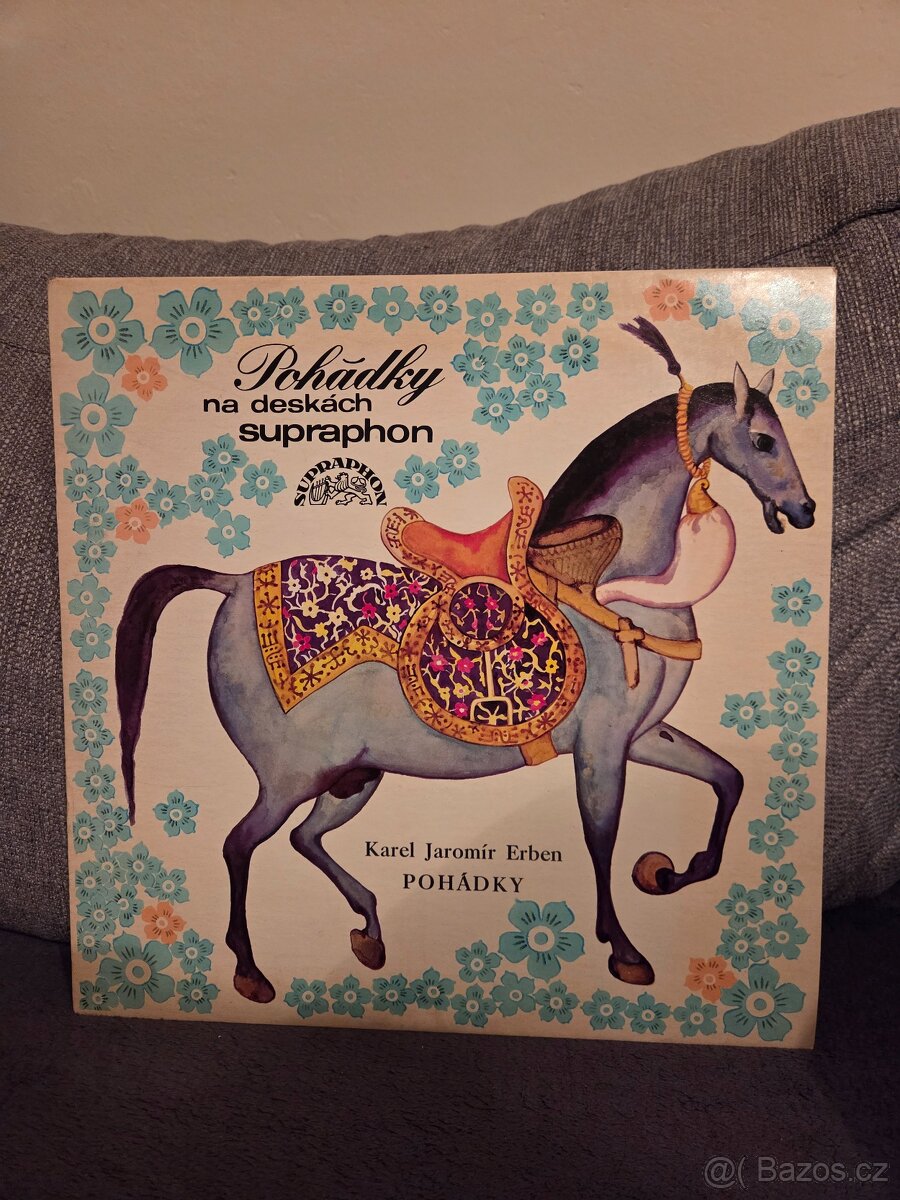 Pohádky
na deskách
supraphon
SUPRAPHON
Karel Jaromír Erben
POHÁDKY
@( Bazos.cz